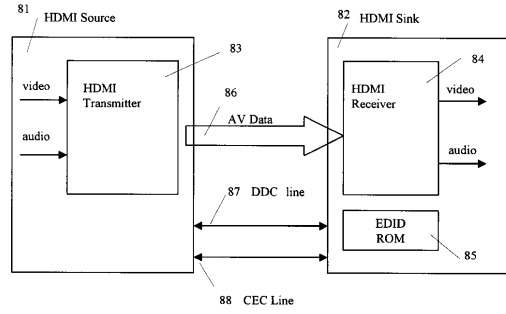 81 HDMI Source
82 HDMI Sink
83
HDMI
Transmitter
video
audio
86
AV Data
84
HDMI
Receiver
video
audio
87 DDC line
EDID
ROM
85
88 CEC Line